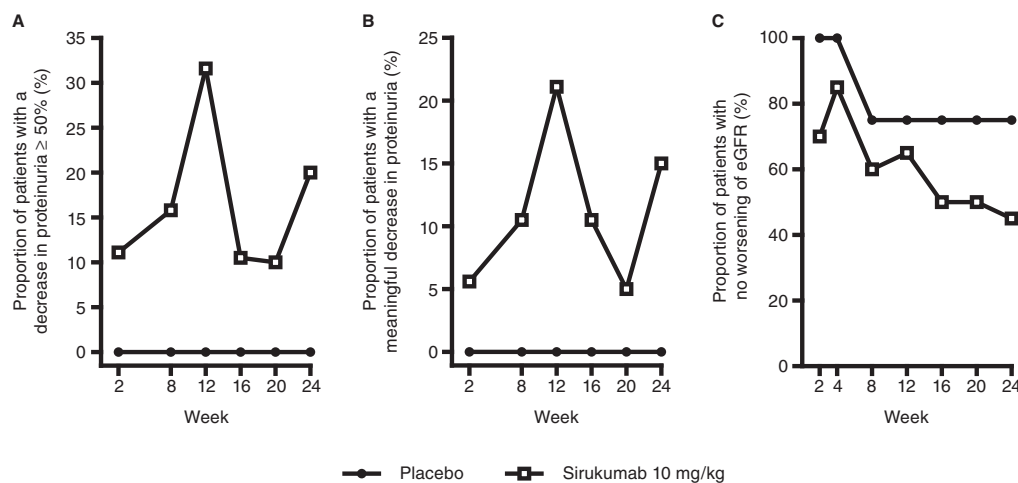 A
Proportion of patients with a
decrease in proteinuria ≥ 50% (%)
35
30
25
20
15
10
5
0
2 8 12 16 20 24
Week
B
Proportion of patients with a
meaningful decrease in proteinuria (%)
25
20
15
10
5
0
2 8 12 16 20 24
Week
C
Proportion of patients with
no worsening of eGFR (%)
100
80
60
40
20
0
2 4 8 12 16 20 24
Week
Placebo Sirukumab 10 mg/kg